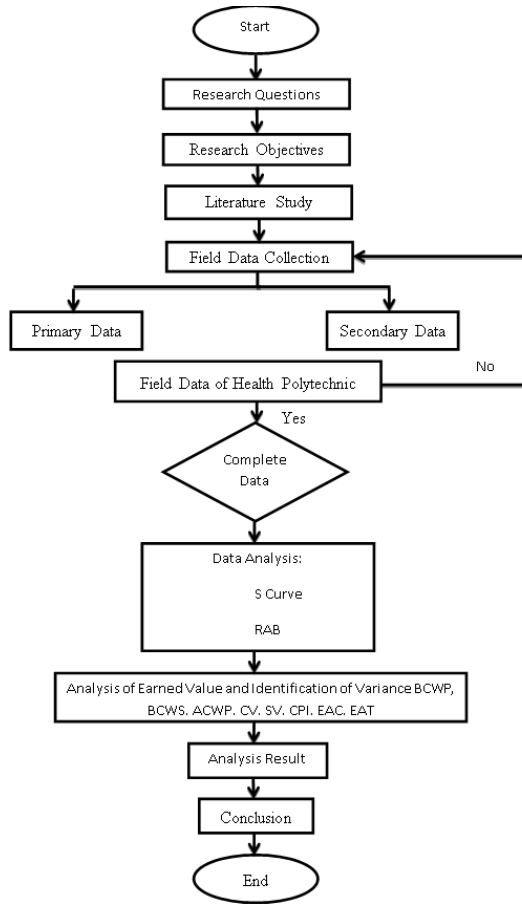 Start
Research Questions
Research Objectives
Literature Study
Field Data Collection
Primary Data
Secondary Data
Field Data of Health Polytechnic
No
Yes
Complete
Data
Data Analysis:
S Curve
RAB
Analysis of Earned Value and Identification of Variance BCWP,
BCWS. ACWP. CV. SV. CPI. EAC. EAT
Analysis Result
Conclusion
End